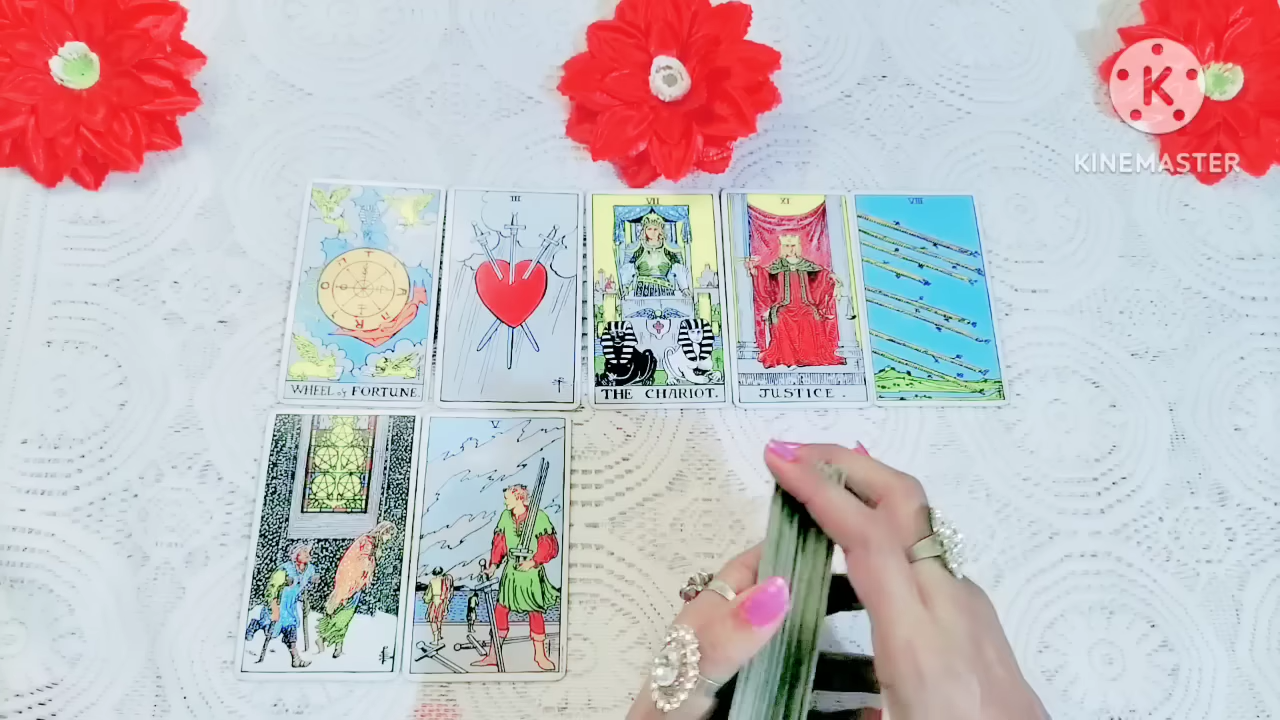 K
KINEMASTER
III
VII
XI
VIII
WHEEL of FORTUNE.
THE CHARIOT.
JUSTICE.
V